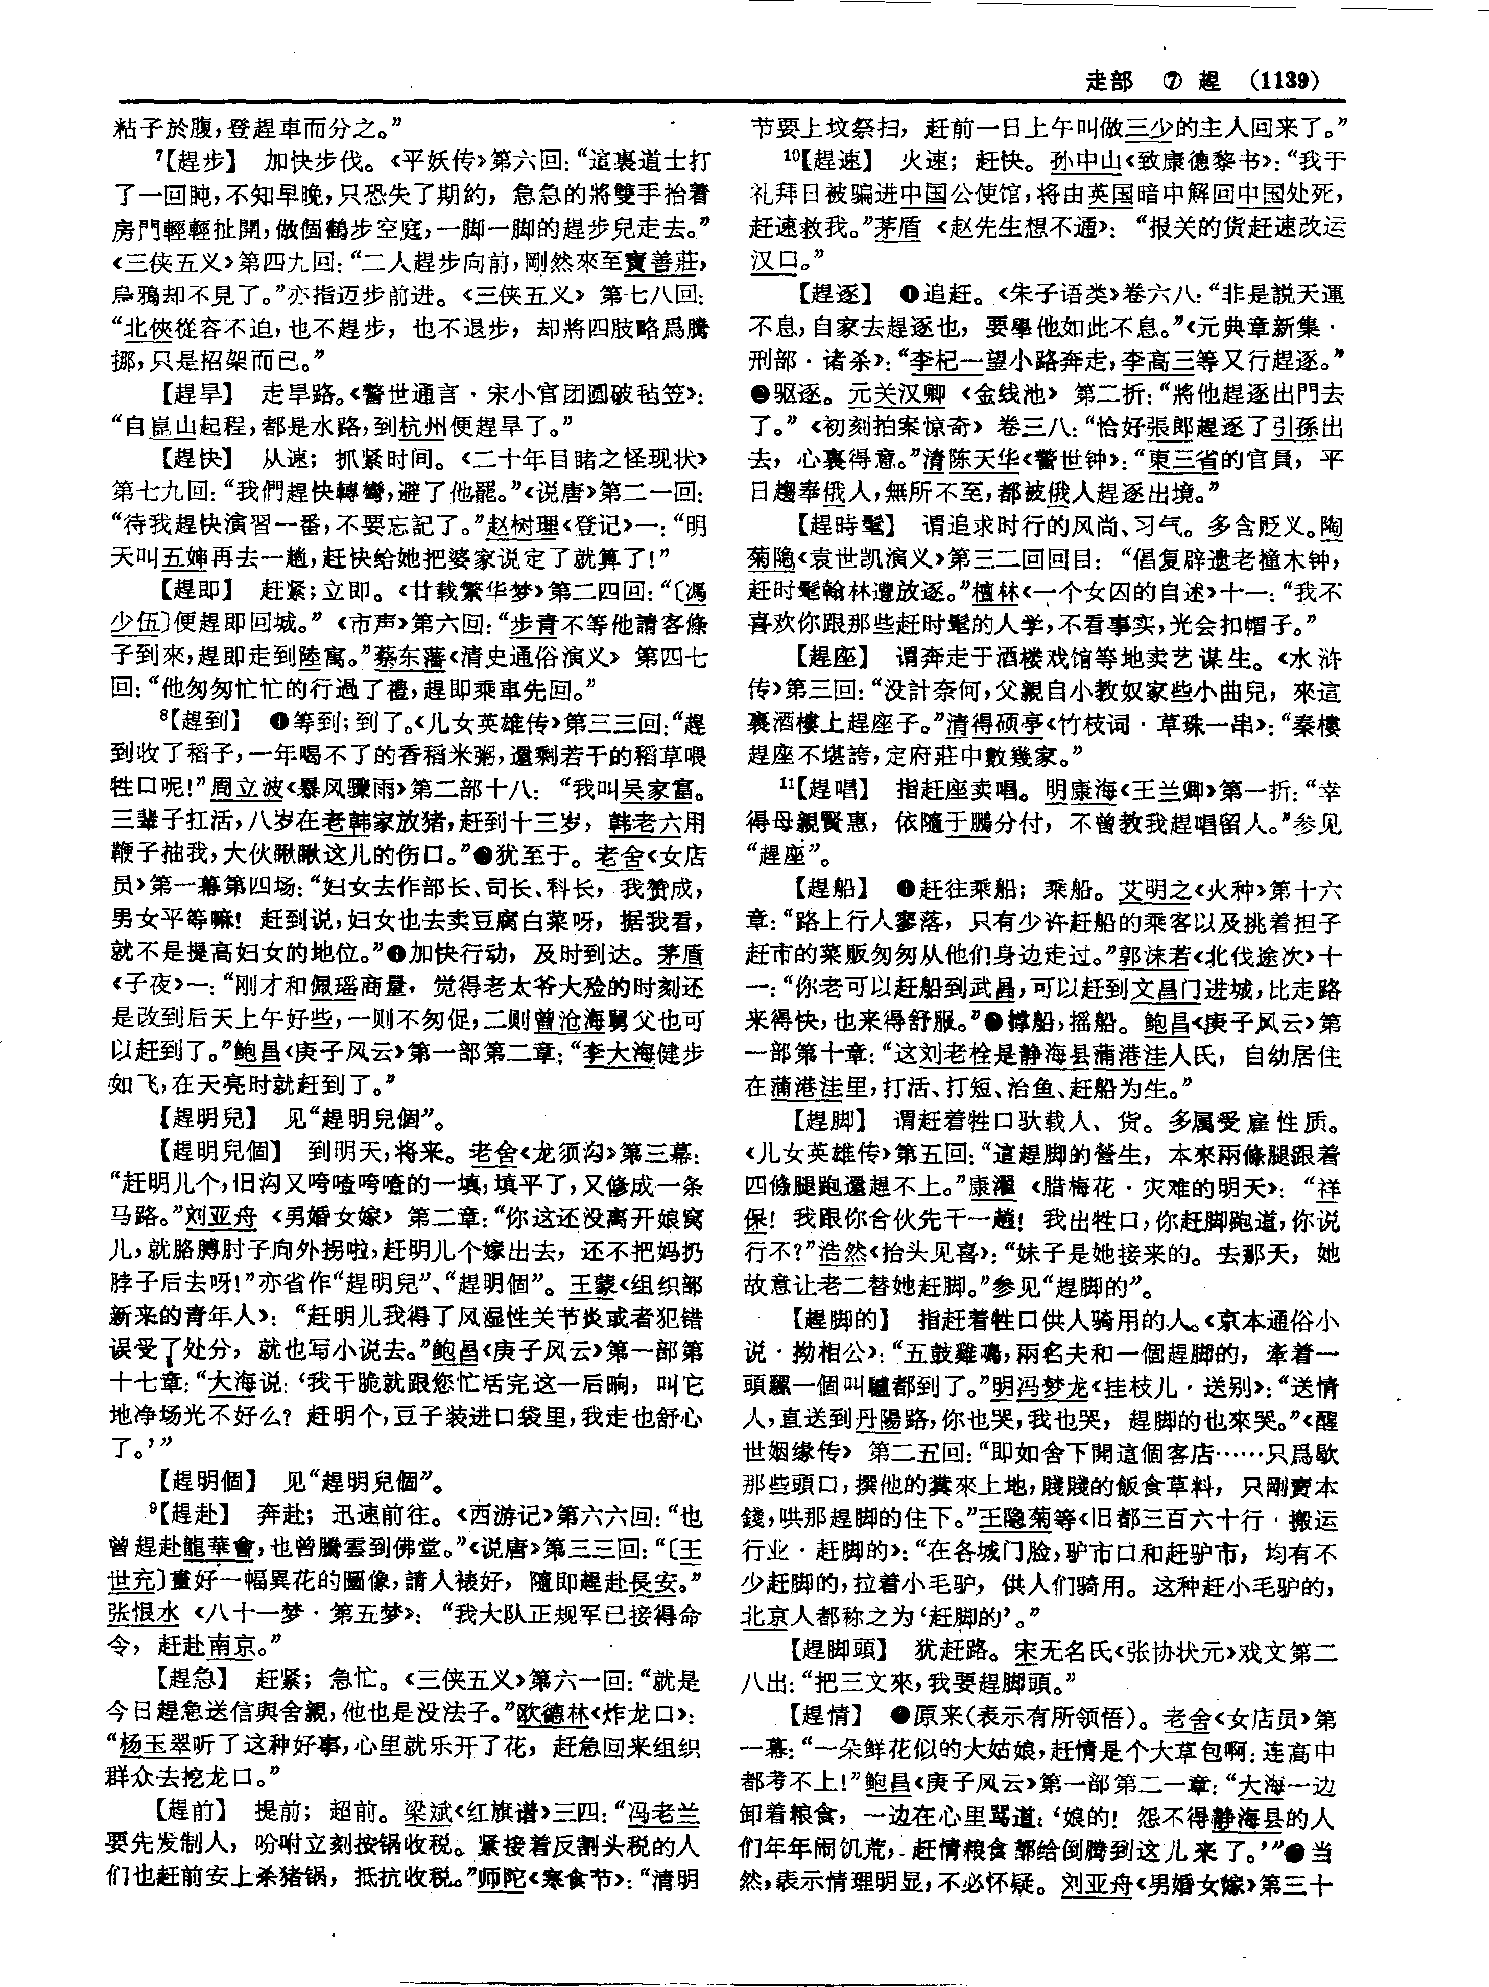 走部 ⑦ 趕 (1139)
粘子於腹，登趕車而分之。”
⁷【趕步】 加快步伐。《平妖传》第六回：“這裏道士打
了一回盹，不知早晚，只恐失了期約，急急的將雙手抬着
房門輕輕扯開，做個鶴步空庭，一脚一脚的趕步兒走去。”
《三侠五义》第四九回：“二人趕步向前，剛然來至寶善莊，
烏鴉却不見了。”亦指迈步前进。《三侠五义》第七八回：
“北俠從容不迫，也不趕步，也不退步，却將四肢略爲騰
挪，只是招架而已。”
【趕旱】 走旱路。《警世通言·宋小官团圆破毡笠》：
“自崑山起程，都是水路，到杭州便趕旱了。”
【趕快】 从速；抓紧时间。《二十年目睹之怪现状》
第七九回：“我們趕快轉彎，避了他罷。”《说唐》第二一回：
“待我趕快演習一番，不要忘記了。”赵树理《登记》一：“明
天叫五婶再去一趟，赶快给她把婆家说定了就算了！”
【趕即】 赶紧；立即。《廿载繁华梦》第二四回：“〔馮
少伍〕便趕即回城。”《市声》第六回：“步青不等他請客條
子到來，趕即走到陸寓。”蔡东藩《清史通俗演义》第四七
回：“他匆匆忙忙的行過了禮，趕即乘車先回。”
⁸【趕到】 ❶等到；到了。《儿女英雄传》第三三回：“趕
到收了稻子，一年喝不了的香稻米粥，還剩若干的稻草喂
牲口呢！”周立波《暴风骤雨》第二部十八：“我叫吴家富。
三辈子扛活，八岁在老韩家放猪，赶到十三岁，韩老六用
鞭子抽我，大伙瞅瞅这儿的伤口。”❷犹至于。老舍《女店
员》第一幕第四场：“妇女去作部长、司长、科长，我赞成，
男女平等嘛！赶到说，妇女也去卖豆腐白菜呀，据我看，
就不是提高妇女的地位。”❸加快行动，及时到达。茅盾
《子夜》一：“刚才和佩瑶商量，觉得老太爷大殓的时刻还
是改到后天上午好些，一则不匆促，二则曾沧海舅父也可
以赶到了。”鲍昌《庚子风云》第一部第二章：“李大海健步
如飞，在天亮时就赶到了。”
【趕明兒】 见“趕明兒個”。
【趕明兒個】 到明天，将来。老舍《龙须沟》第三幕：
“赶明儿个，旧沟又呤喳呤喳的一填，填平了，又修成一条
马路。”刘亚舟《男婚女嫁》第二章：“你这还没离开娘窝
儿，就胳膊肘子向外拐啦，赶明儿个嫁出去，还不把妈扔
脖子后去呀！”亦省作“趕明兒”、“趕明個”。王蒙《组织部
新来的青年人》：“赶明儿我得了风湿性关节炎或者犯错
误受了处分，就也写小说去。”鲍昌《庚子风云》第一部第
十七章：“大海说：‘我干脆就跟您忙活完这一后晌，叫它
地净场光不好么？赶明个，豆子装进口袋里，我走也舒心
了。’”
【趕明個】 见“趕明兒個”。
⁹【趕赴】 奔赴；迅速前往。《西游记》第六六回：“也
曾趕赴龍華會，也曾騰雲到佛堂。”《说唐》第三三回：“〔王
世充〕畫好一幅異花的圖像，請人裱好，隨即趕赴長安。”
张恨水《八十一梦·第五梦》：“我大队正规军已接得命
令，赶赴南京。”
【趕急】 赶紧；急忙。《三侠五义》第六一回：“就是
今日趕急送信與舍親，他也是没法子。”欧德林《炸龙口》：
“杨玉翠听了这种好事，心里就乐开了花，赶急回来组织
群众去挖龙口。”
【趕前】 提前；超前。梁斌《红旗谱》三四：“冯老兰
要先发制人，吩咐立刻按锅收税。紧接着反割头税的人
们也赶前安上杀猪锅，抵抗收税。”师陀《寒食节》：“清明
节要上坟祭扫，赶前一日上午叫做三少的主人回来了。”
¹⁰【趕速】 火速；赶快。孙中山《致康德黎书》：“我于
礼拜日被骗进中国公使馆，将由英国暗中解回中国处死，
赶速救我。”茅盾《赵先生想不通》：“报关的货赶速改运
汉口。”
【趕逐】 ❶追赶。《朱子语类》卷六八：“非是説天運
不息，自家去趕逐也，要學他如此不息。”《元典章新集·
刑部·诸杀》：“李杞一望小路奔走，李高三等又行趕逐。”
❷驱逐。元关汉卿《金线池》第二折：“將他趕逐出門去
了。”《初刻拍案惊奇》卷三八：“恰好張郎趕逐了引孫出
去，心裏得意。”清陈天华《警世钟》：“東三省的官員，平
日趨奉俄人，無所不至，都被俄人趕逐出境。”
【趕時髦】 谓追求时行的风尚、习气。多含贬义。陶
菊隐《袁世凯演义》第三二回回目：“倡复辟遗老撞木钟，
赶时髦翰林遭放逐。”檀林《一个女囚的自述》十一：“我不
喜欢你跟那些赶时髦的人学，不看事实，光会扣帽子。”
【趕座】 谓奔走于酒楼戏馆等地卖艺谋生。《水浒
传》第三回：“没計奈何，父親自小教奴家些小曲兒，來這
裏酒樓上趕座子。”清得硕亭《竹枝词·草珠一串》：“秦樓
趕座不堪誇，定府莊中數幾家。”
¹¹【趕唱】 指赶座卖唱。明康海《王兰卿》第一折：“幸
得母親賢惠，依隨于鵬分付，不曾教我趕唱留人。”参见
“趕座”。
【趕船】 ❶赶往乘船；乘船。艾明之《火种》第十六
章：“路上行人寥落，只有少许赶船的乘客以及挑着担子
赶市的菜贩匆匆从他们身边走过。”郭沫若《北伐途次》十
一：“你老可以赶船到武昌，可以赶到文昌门进城，比走路
来得快，也来得舒服。”❷撑船，摇船。鲍昌《庚子风云》第
一部第十章：“这刘老栓是静海县蒲港洼人氏，自幼居住
在蒲港洼里，打活、打短、治鱼、赶船为生。”
【趕脚】 谓赶着牲口驮载人、货。多属受雇性质。
《儿女英雄传》第五回：“這趕脚的營生，本來兩條腿跟着
四條腿跑還趕不上。”康濯《腊梅花·灾难的明天》：“祥
保！我跟你合伙先干一趟！我出牲口，你赶脚跑道，你说
行不？”浩然《抬头见喜》：“妹子是她接来的。去那天，她
故意让老二替她赶脚。”参见“趕脚的”。
【趕脚的】 指赶着牲口供人骑用的人。《京本通俗小
说·拗相公》：“五鼓雞鳴，兩名夫和一個趕脚的，牽着一
頭騾一個叫驢都到了。”明冯梦龙《挂枝儿·送别》：“送情
人，直送到丹陽路，你也哭，我也哭，趕脚的也來哭。”《醒
世姻缘传》第二五回：“即如舍下開這個客店……只爲歇
那些頭口，撰他的糞來上地，賤賤的飯食草料，只剛賣本
錢，哄那趕脚的住下。”王隐菊等《旧都三百六十行·搬运
行业·赶脚的》：“在各城门脸，驴市口和赶驴市，均有不
少赶脚的，拉着小毛驴，供人们骑用。这种赶小毛驴的，
北京人都称之为‘赶脚的’。”
【趕脚頭】 犹赶路。宋无名氏《张协状元》戏文第二
八出：“把三文來，我要趕脚頭。”
【趕情】 ❶原来（表示有所领悟）。老舍《女店员》第
一幕：“一朵鲜花似的大姑娘，赶情是个大草包啊：连高中
都考不上！”鲍昌《庚子风云》第一部第二一章：“大海一边
卸着粮食，一边在心里骂道：‘娘的！怨不得静海县的人
们年年闹饥荒，赶情粮食都给倒腾到这儿来了。’”❷当
然，表示情理明显，不必怀疑。刘亚舟《男婚女嫁》第三十